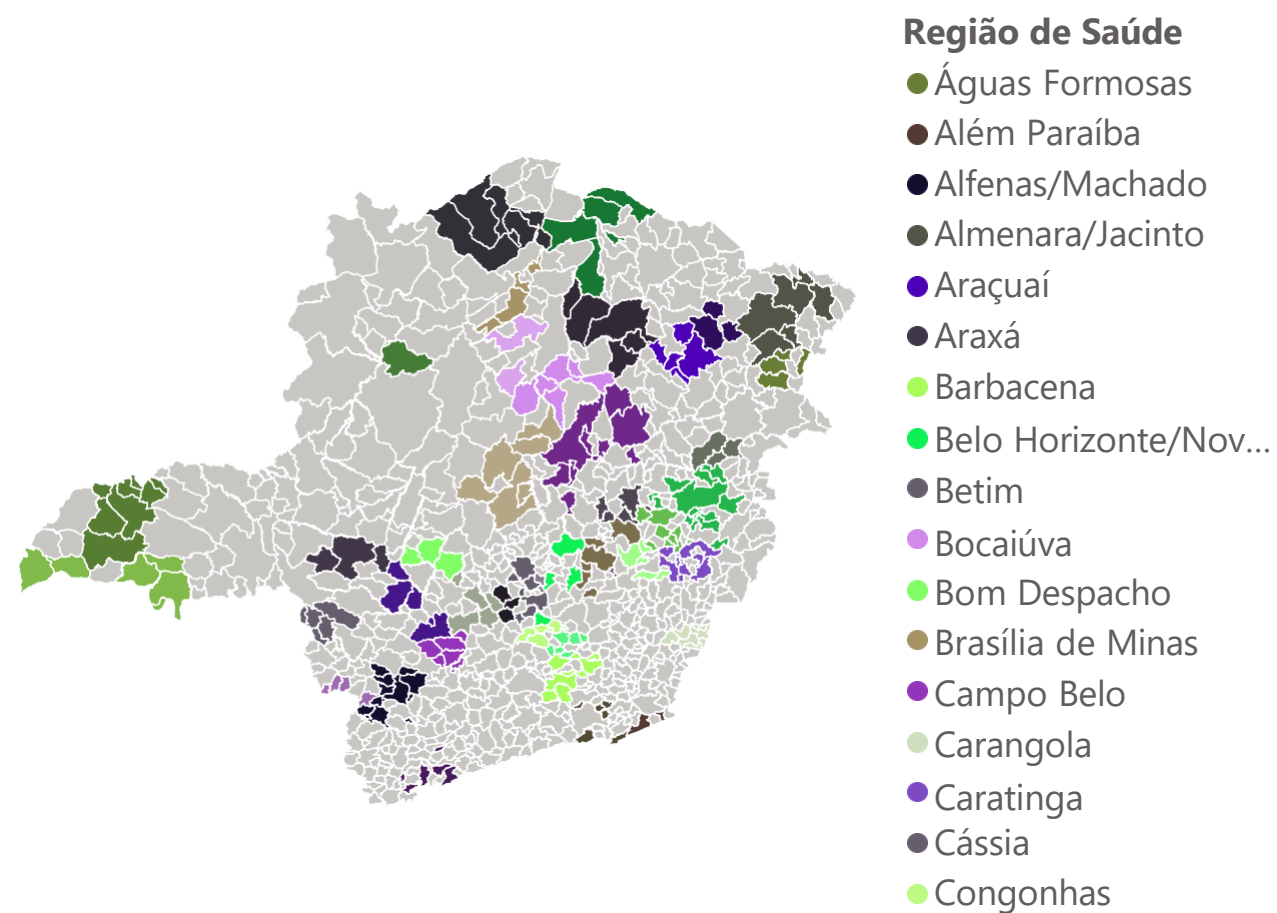 Região de Saúde
Águas Formosas
Além Paraíba
Alfenas/Machado
Almenara/Jacinto
Araçuaí
Araxá
Barbacena
Belo Horizonte/Nov...
Betim
Bocaiúva
Bom Despacho
Brasília de Minas
Campo Belo
Carangola
Caratinga
Cássia
Congonhas